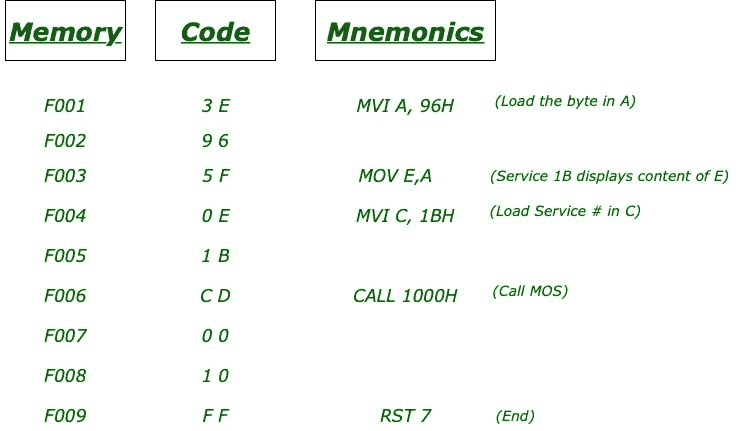 Memory Code Mnemonics
F001 3 E MVI A, 96H (Load the byte in A)
F002 9 6
F003 5 F MOV E,A (Service 1B displays content of E)
F004 0 E MVI C, 1BH (Load Service # in C)
F005 1 B
F006 C D CALL 1000H (Call MOS)
F007 0 0
F008 1 0
F009 F F RST 7 (End)